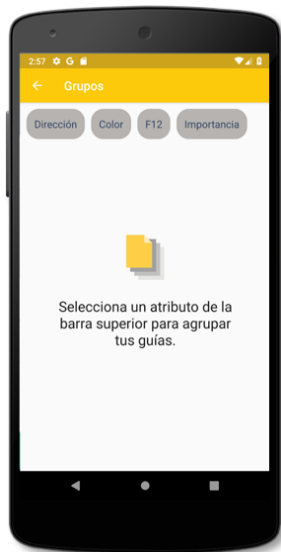 2:57 G
Grupos
Dirección Color F12 Importancia
Selecciona un atributo de la
barra superior para agrupar
tus guías.